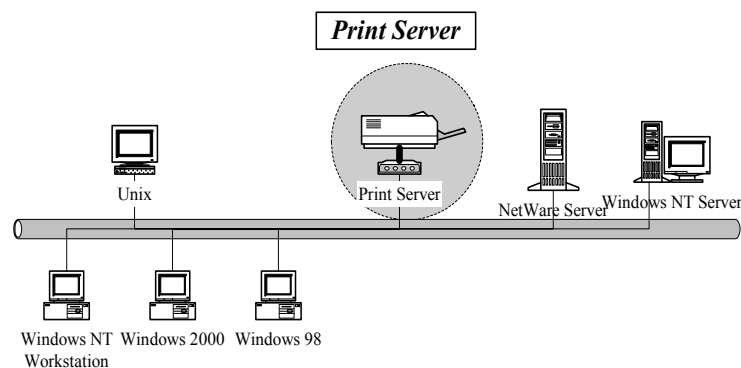 Print Server
Unix
Print Server
NetWare Server
Windows NT Server
Windows NT
Workstation
Windows 2000
Windows 98